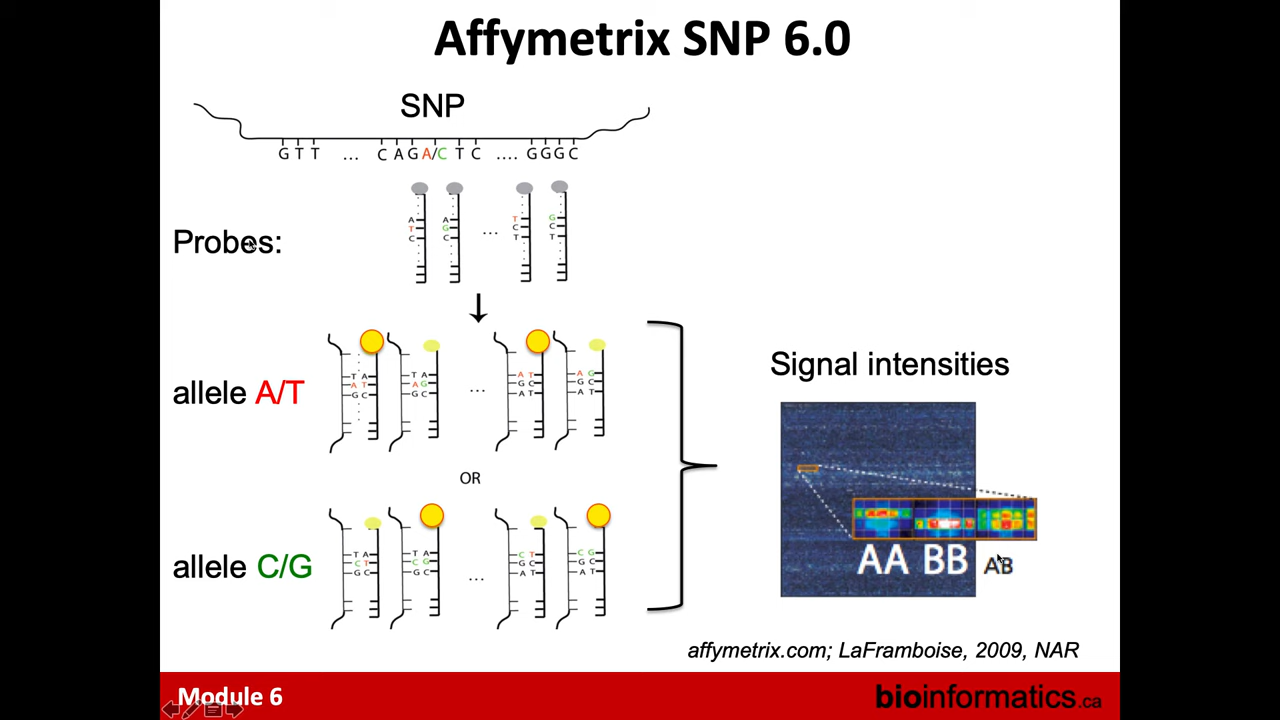 Affymetrix SNP 6.0
SNP
G T T ... C A G A/C T C .... G G G C
Probes:
A A ... T G
T G C C
C C T T
allele A/T
T A T A ... A T A G
A T A G G C G C
G C G C A T A T
OR
allele C/G
T A T A ... C T C G
C T C G G C G C
G C G C A T A T
Signal intensities
AA BB AB
affymetrix.com; LaFramboise, 2009, NAR
Module 6
bioinformatics.ca